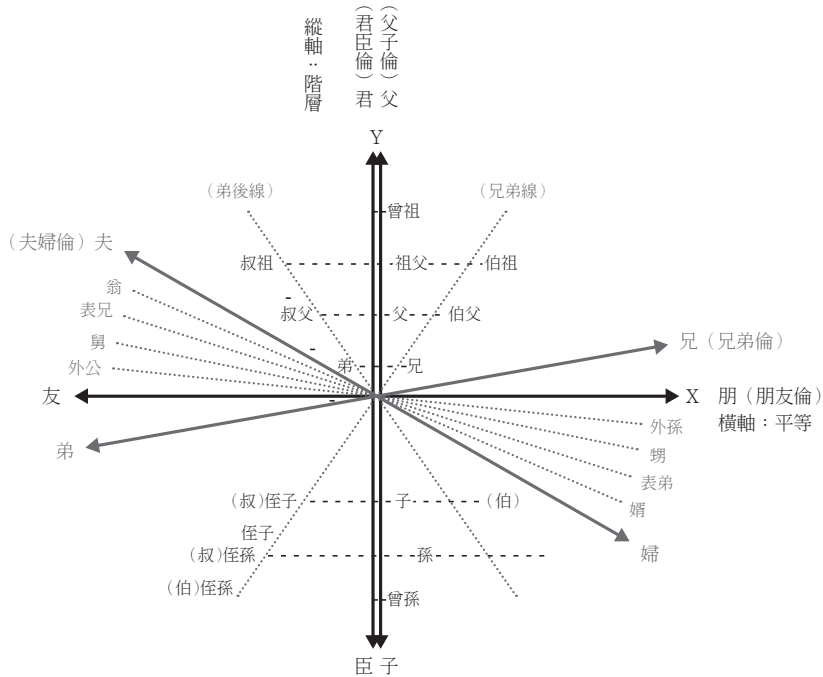 縱軸：階層
（君臣倫）君
（父子倫）父
Y
（弟後線）
（兄弟線）
曾祖
（夫婦倫）夫
叔祖
祖父
伯祖
翁
表兄
叔父
父
伯父
舅
外公
弟
兄
兄（兄弟倫）
友
X
朋（朋友倫）
橫軸：平等
弟
外孫
甥
表弟
婿
婦
（叔）侄子
子
（伯）
侄子
（叔）侄孫
孫
（伯）侄孫
曾孫
臣
子